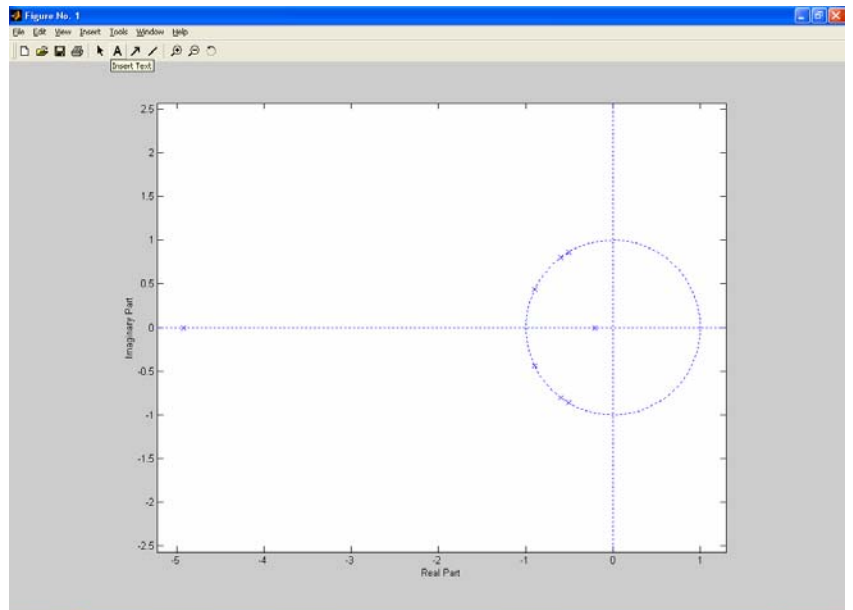 Figure No. 1
File Edit View Insert Tools Window Help
Insert Text
2.5
2
1.5
1
0.5
0
-0.5
-1
-1.5
-2
-2.5
Imaginary Part
-5 -4 -3 -2 -1 0 1
Real Part